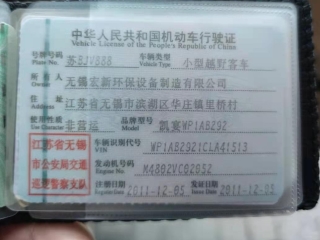 中华人民共和国机动车行驶证
Vehicle License of the People's Republic of China
号牌号码 苏BJV888 车辆类型 小型越野客车
Plate No. Vehicle Type
所有人 无锡宏新环保设备制造有限公司
Owner
住址 江苏省无锡市滨湖区华庄镇里桥村
Address
使用性质 非营运 品牌型号 凯宴WP1AB292
Use Character Model
江苏省无锡
市公安局交通
巡逻警察支队
车辆识别代号 WP1AB2921CLA41513
VIN
发动机号码 M4802VC02052
Engine No.
注册日期 2011-12-05 发证日期 2011-12-05
Register Date Issue Date